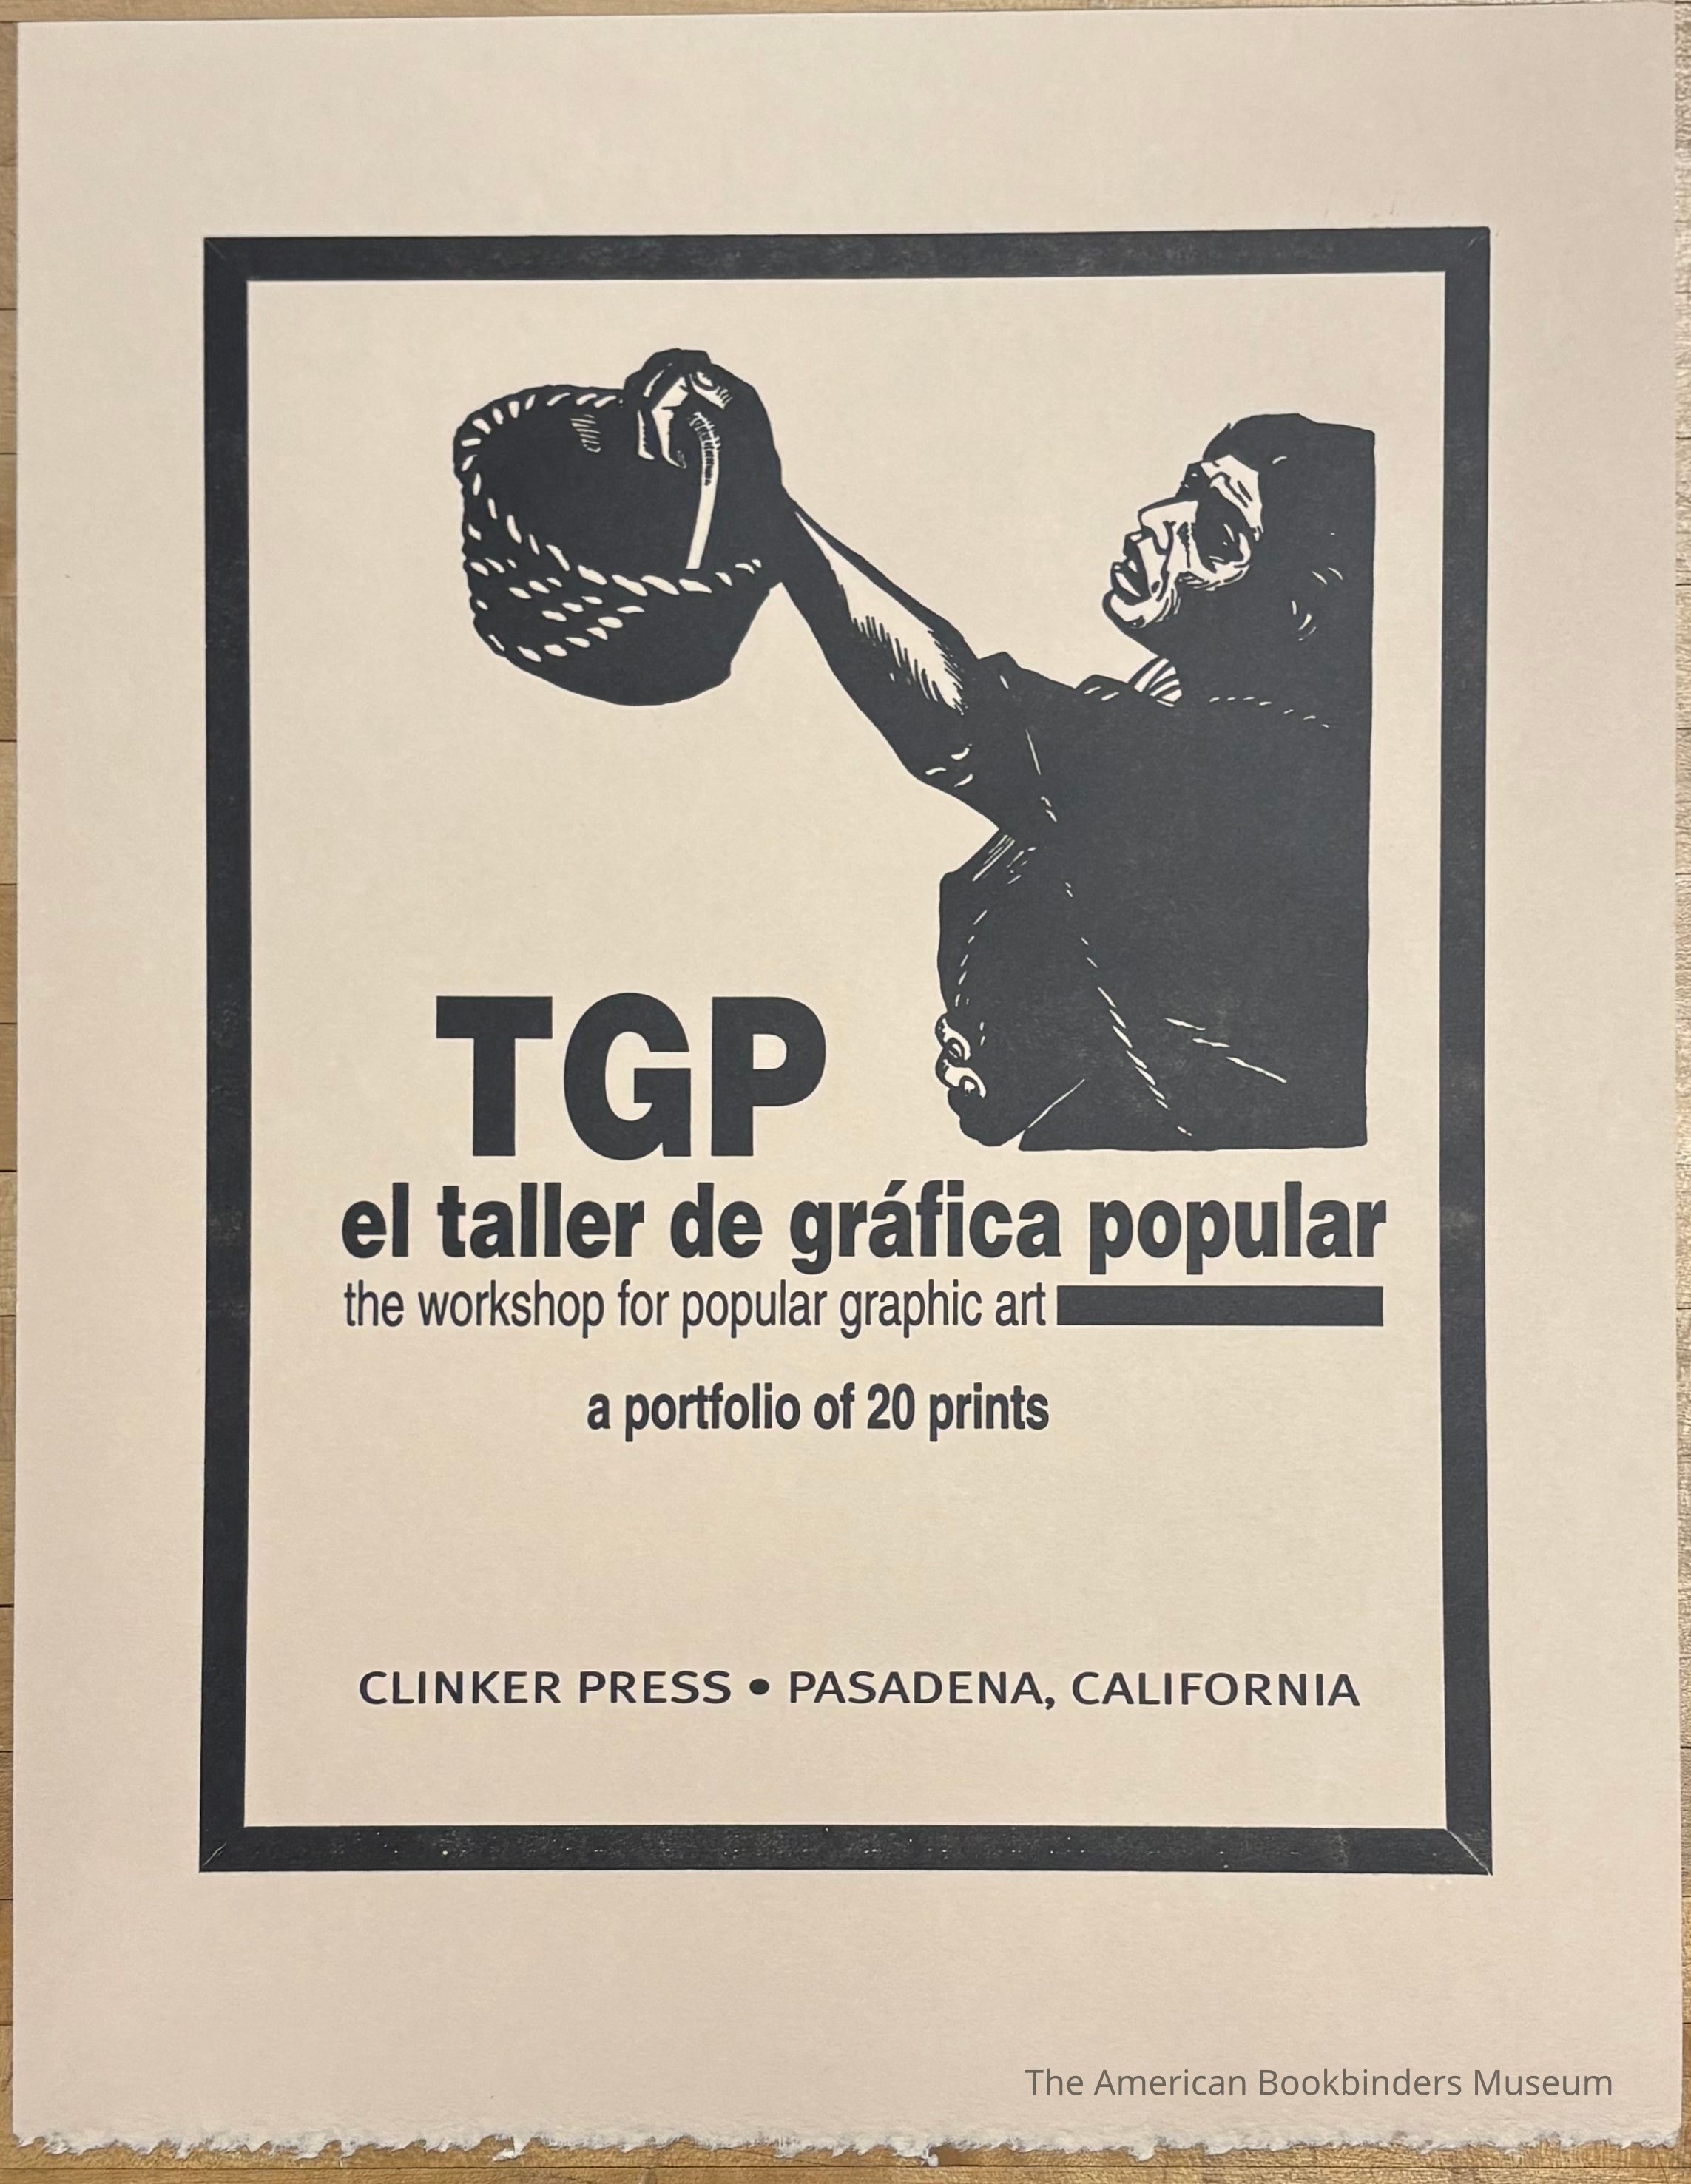 TGP
el taller de gráfica popular
the workshop for popular graphic art
a portfolio of 20 prints
CLINKER PRESS • PASADENA, CALIFORNIA
The American Bookbinders Museum